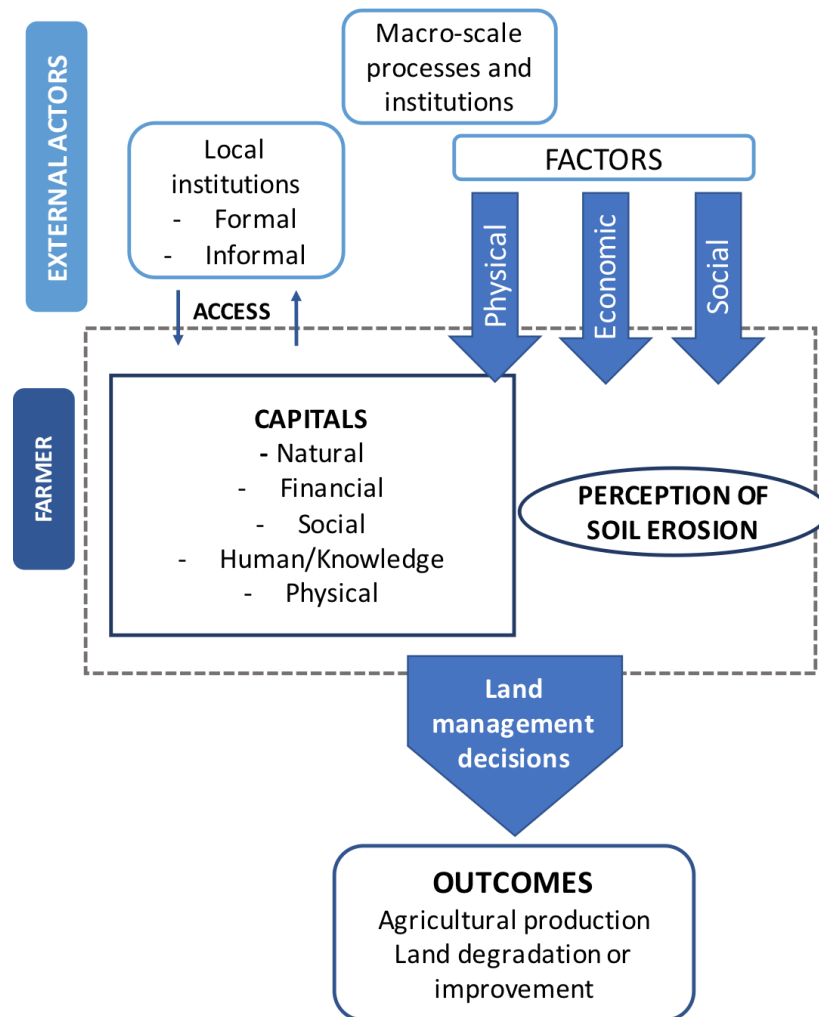 EXTERNAL ACTORS
Macro-scale
processes and
institutions
Local
institutions
- Formal
- Informal
FACTORS
Physical
Economic
Social
ACCESS
FARMER
CAPITALS
- Natural
- Financial
- Social
- Human/Knowledge
- Physical
PERCEPTION OF
SOIL EROSION
Land
management
decisions
OUTCOMES
Agricultural production
Land degradation or
improvement